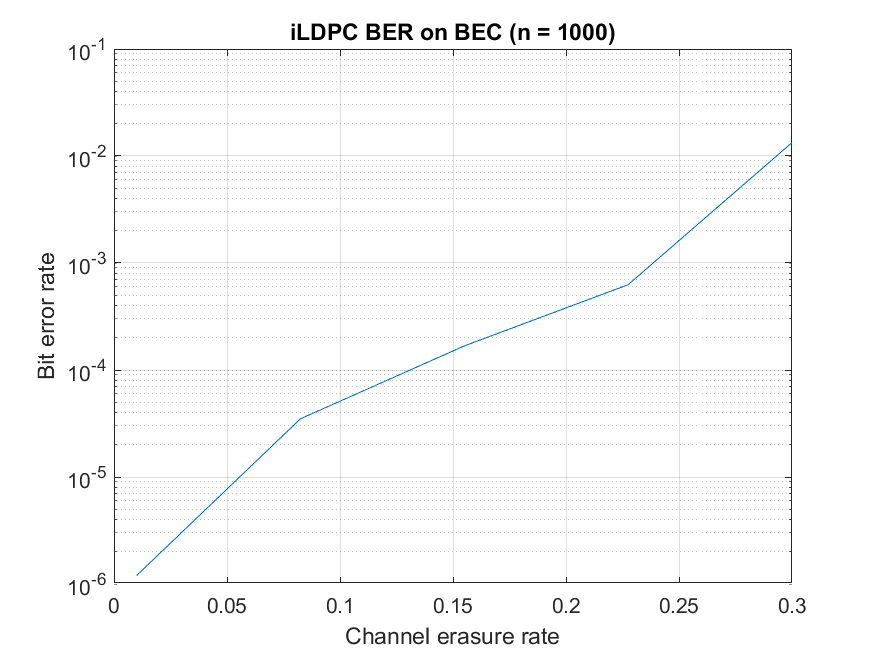 iLDPC BER on BEC (n = 1000)
10^-1
10^-2
10^-3
10^-4
10^-5
10^-6
Bit error rate
0 0.05 0.1 0.15 0.2 0.25 0.3
Channel erasure rate